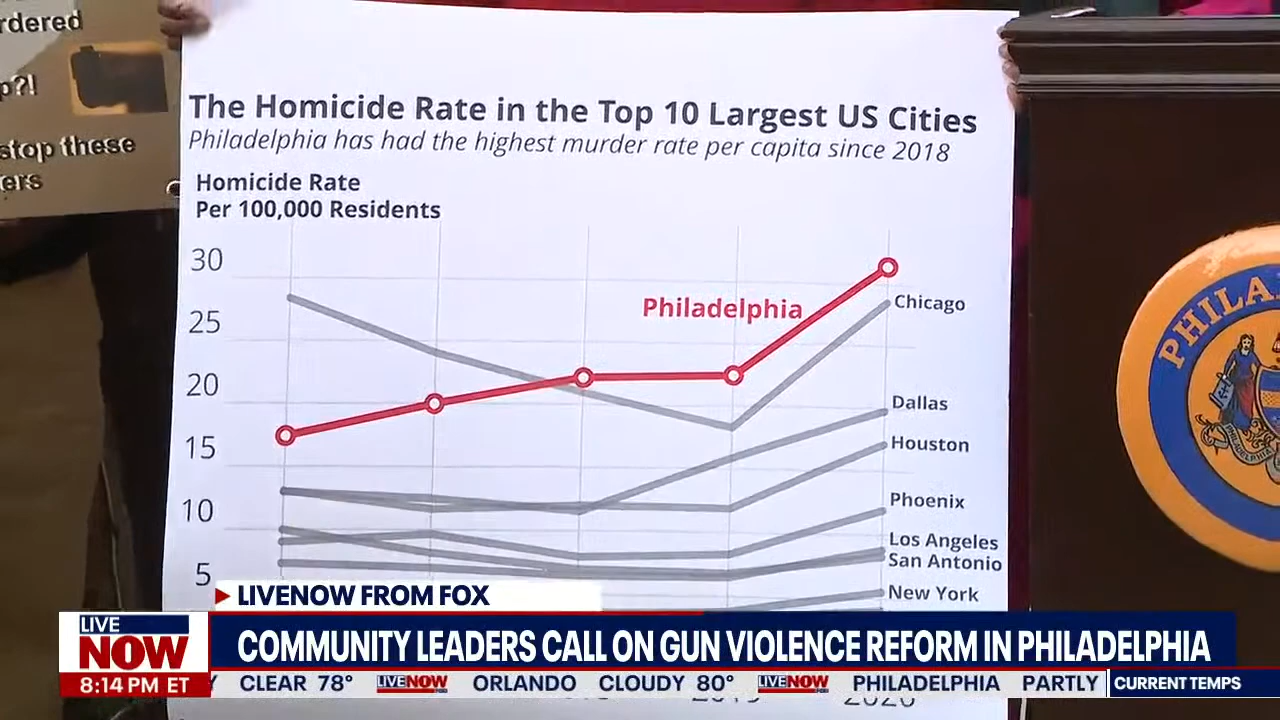 rdered
p?!
stop these
ers
The Homicide Rate in the Top 10 Largest US Cities
Philadelphia has had the highest murder rate per capita since 2018
Homicide Rate
Per 100,000 Residents
30
25
20
15
10
5
Philadelphia
Chicago
Dallas
Houston
Phoenix
Los Angeles
San Antonio
New York
PHILA
LIVENOW FROM FOX
LIVE
NOW
COMMUNITY LEADERS CALL ON GUN VIOLENCE REFORM IN PHILADELPHIA
8:14 PM ET
Y CLEAR 78° LIVENOW ORLANDO CLOUDY 80° LIVENOW PHILADELPHIA PARTLY CURRENT TEMPS